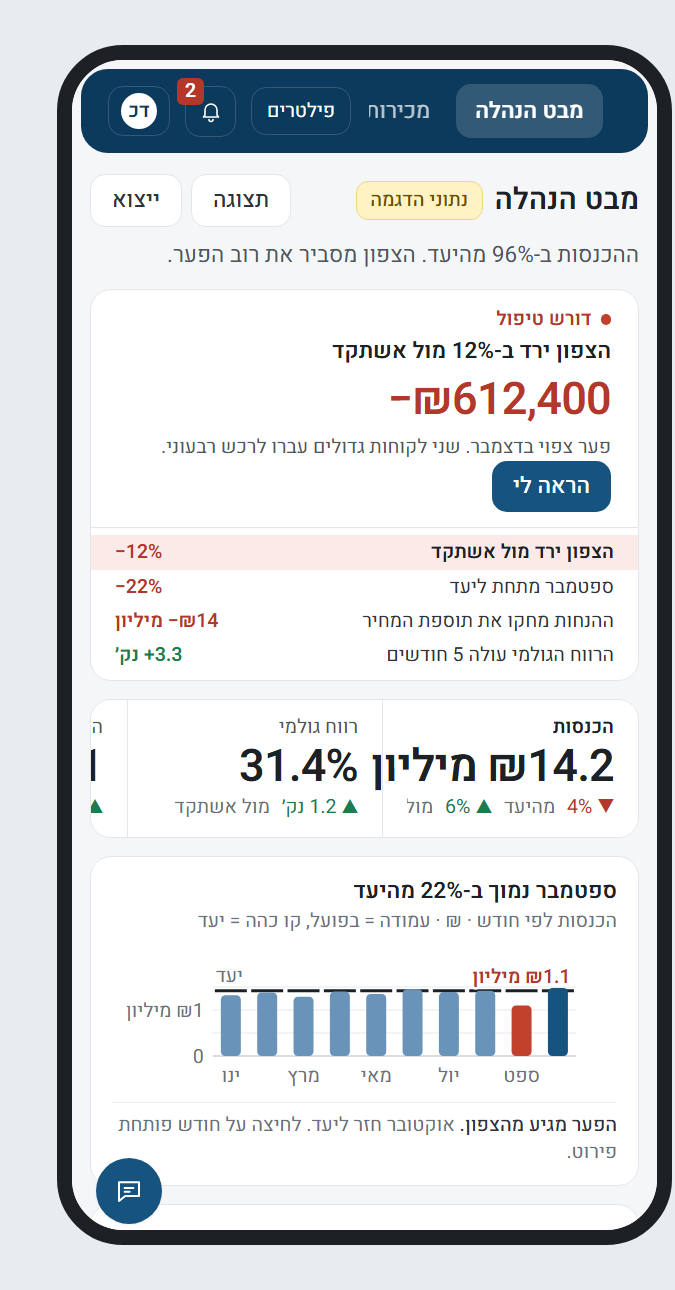 מבט הנהלה מכירות פילטרים 2 דכ
מבט הנהלה נתוני הדגמה תצוגה ייצוא
ההכנסות ב-96% מהיעד. הצפון מסביר את רוב הפער.
דורש טיפול
הצפון ירד ב-12% מול אשתקד
−₪612,400
פער צפוי בדצמבר. שני לקוחות גדולים עברו לרכש רבעוני.
הראה לי
הצפון ירד מול אשתקד −12%
ספטמבר מתחת ליעד −22%
ההנחות מחקו את תוספת המחיר −₪14 מיליון
הרווח הגולמי עולה 5 חודשים +3.3 נק׳
הכנסות רווח גולמי
₪14.2 מיליון 31.4%
▼ 4% מהיעד ▲ 6% מול ▲ 1.2 נק׳ מול אשתקד ▲
ספטמבר נמוך ב-22% מהיעד
הכנסות לפי חודש · ₪ · עמודה = בפועל, קו כהה = יעד
יעד ₪1.1 מיליון
₪1 מיליון
0
ינו מרץ מאי יול ספט
הפער מגיע מהצפון. אוקטובר חזר ליעד. לחיצה על חודש פותחת
פירוט.